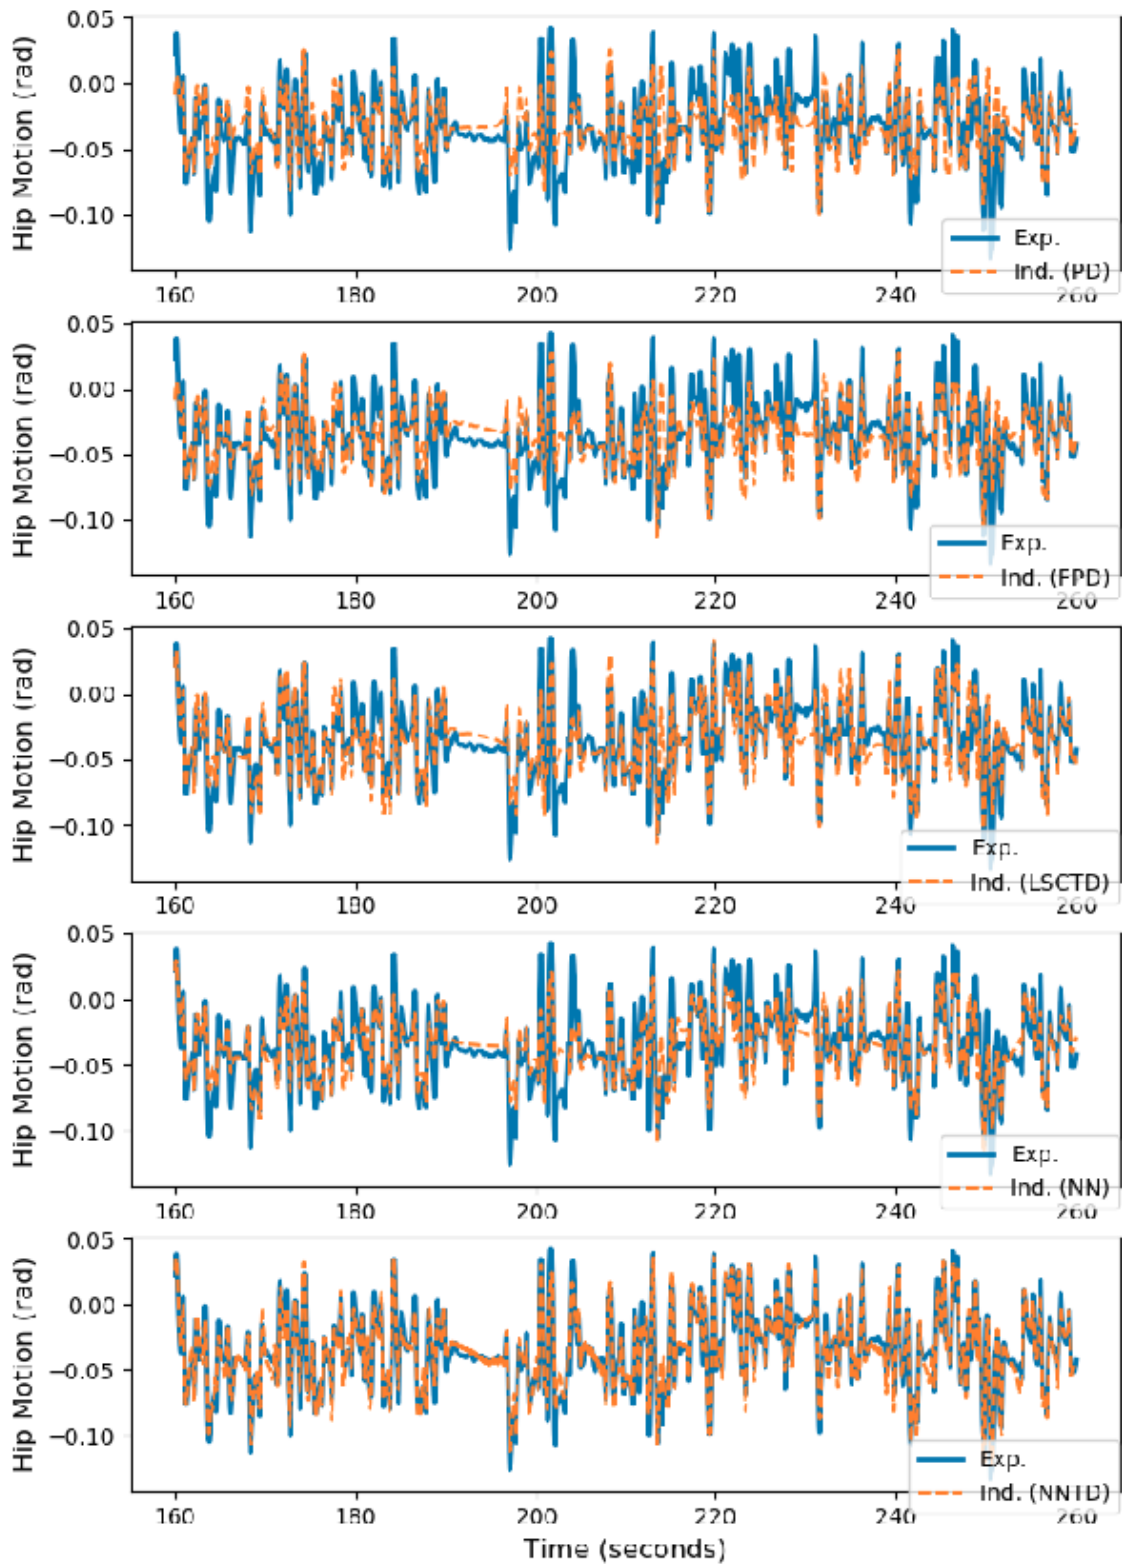 Hip Motion (rad)
0.05
0.00
−0.05
−0.10
Exp.
Ind. (PD)
160 180 200 220 240 260
Hip Motion (rad)
0.05
0.00
−0.05
−0.10
Exp.
Ind. (FPD)
160 180 200 220 240 260
Hip Motion (rad)
0.05
0.00
−0.05
−0.10
Exp.
Ind. (LSCTD)
160 180 200 220 240 260
Hip Motion (rad)
0.05
0.00
−0.05
−0.10
Exp.
Ind. (NN)
160 180 200 220 240 260
Hip Motion (rad)
0.05
0.00
−0.05
−0.10
Exp.
Ind. (NNTD)
160 180 200 220 240 260
Time (seconds)